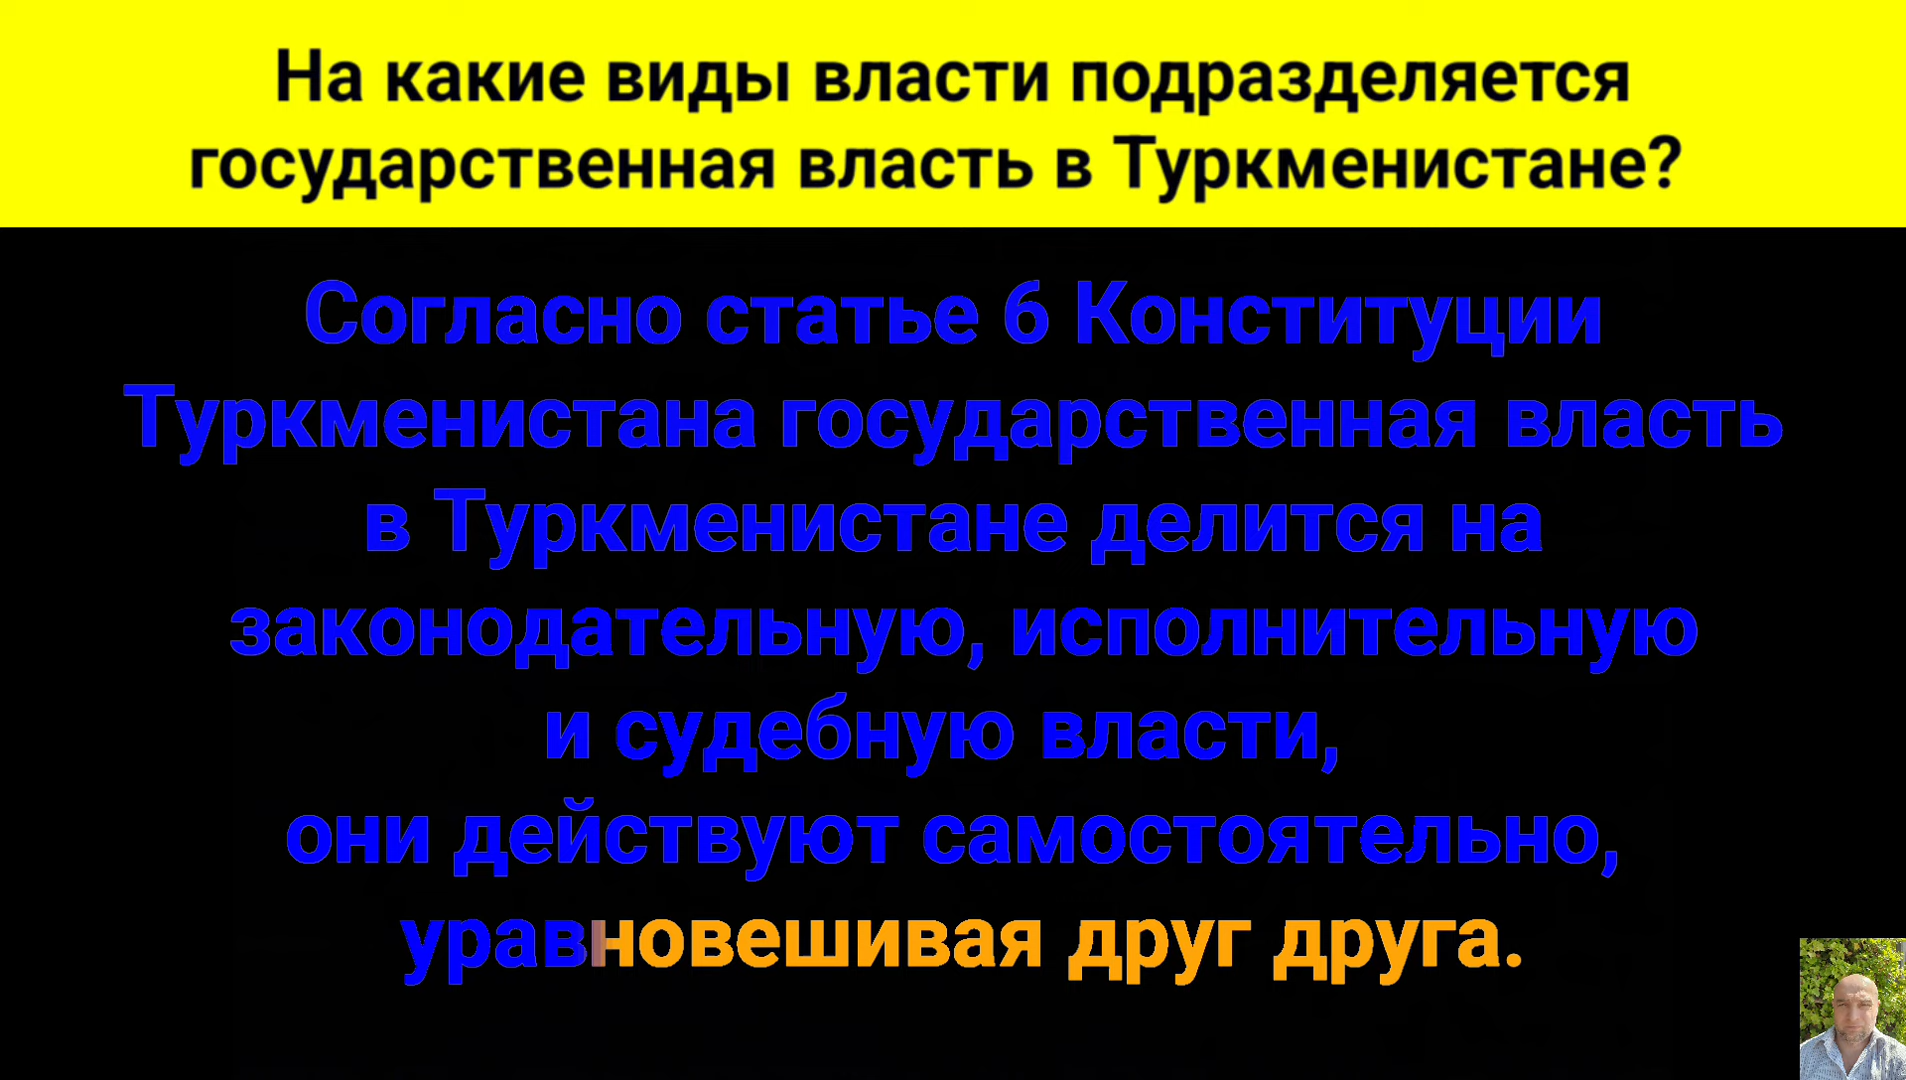 На какие виды власти подразделяется
государственная власть в Туркменистане?
Согласно статье 6 Конституции
Туркменистана государственная власть
в Туркменистане делится на
законодательную, исполнительную
и судебную власти,
они действуют самостоятельно,
уравновешивая друг друга.